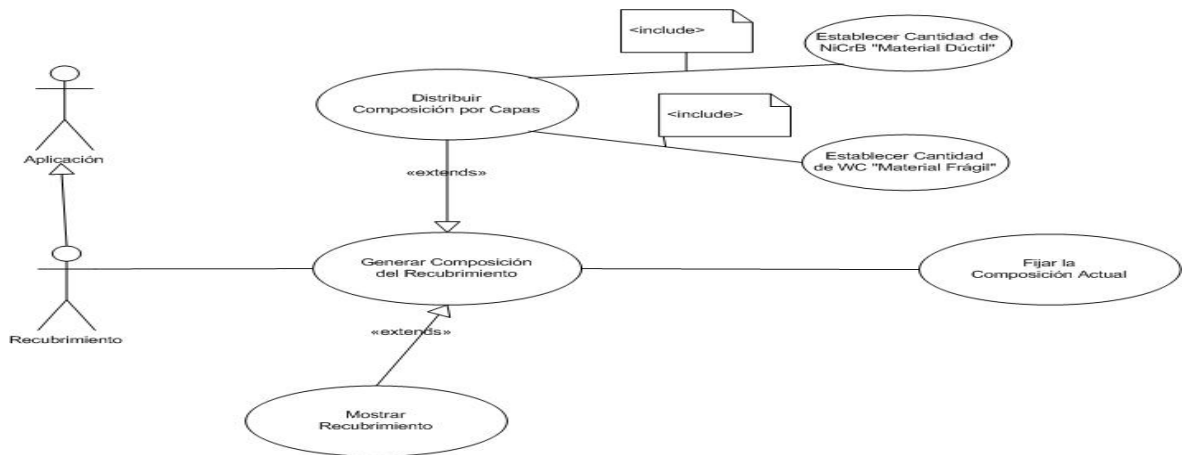 <include>
Establecer Cantidad de
NiCrB "Material Dúctil"
Distribuir
Composición por Capas
<include>
Aplicación
Establecer Cantidad
de WC "Material Frágil"
«extends»
Generar Composición
del Recubrimiento
Fijar la
Composición Actual
Recubrimiento
«extends»
Mostrar
Recubrimiento